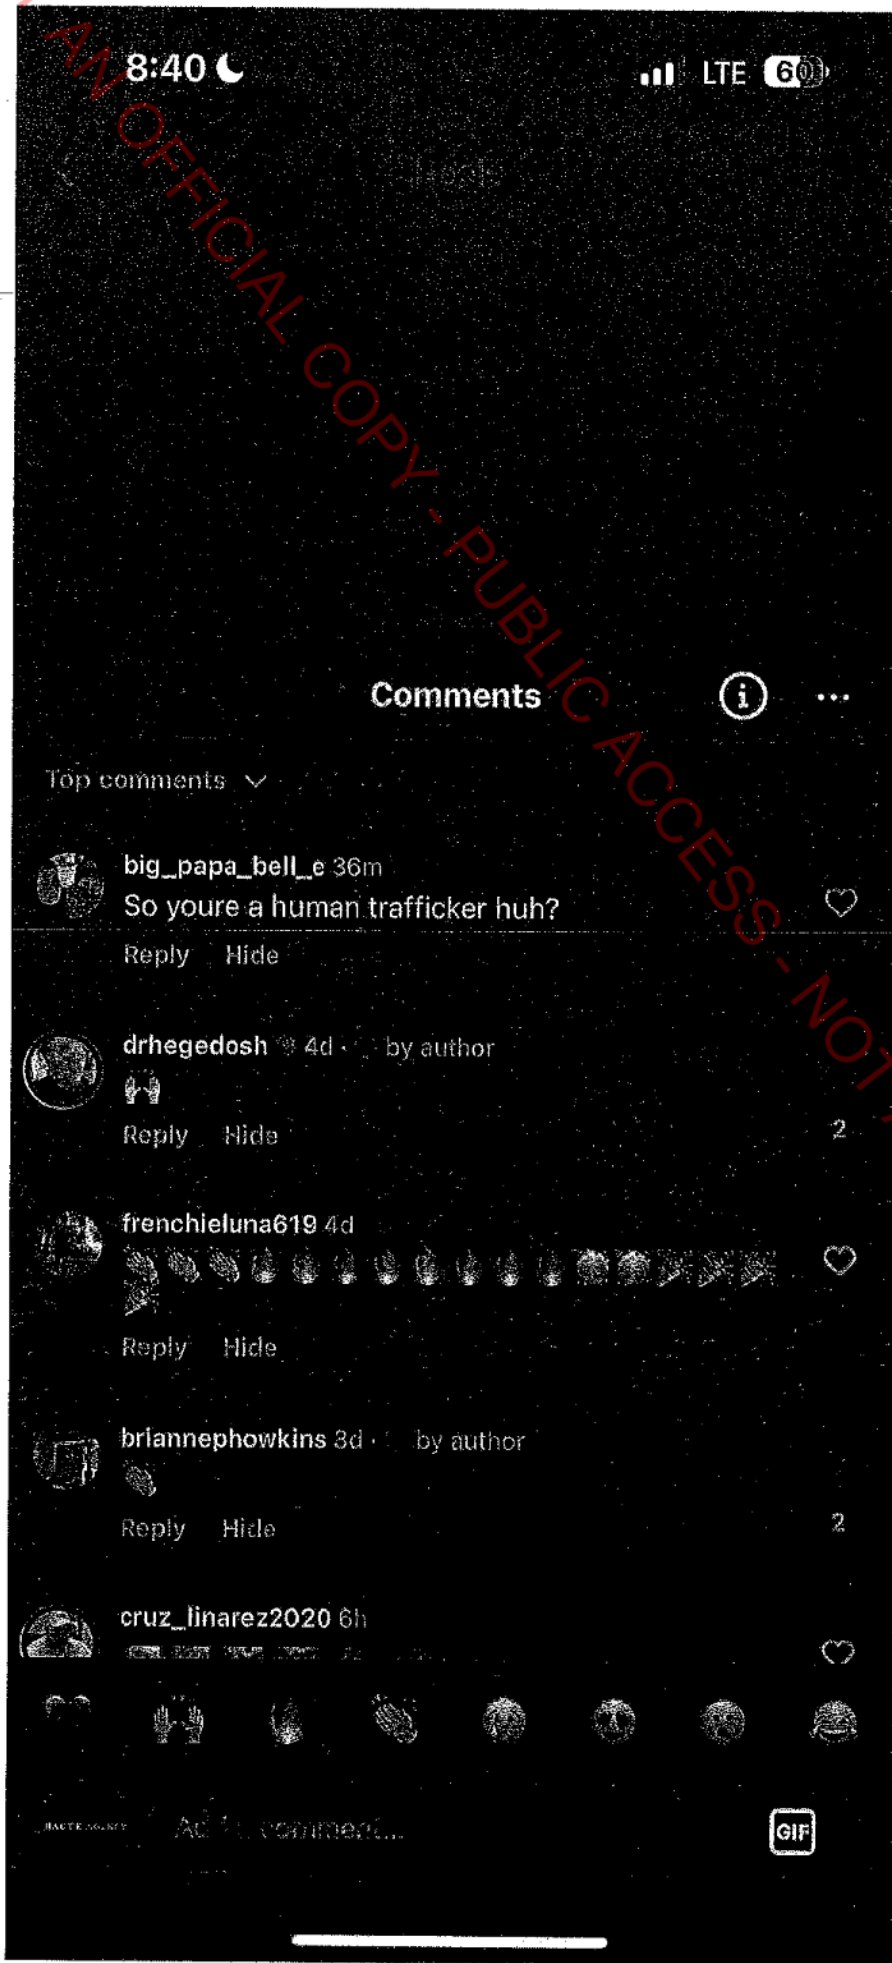 AN OFFICIAL COPY - PUBLIC ACCESS - NOT
8:40
LTE 60
Comments
...
Top comments
big_papa_bell_e 36m
So youre a human trafficker huh?
Reply Hide
drhegedosh 4d · by author
🙌
Reply Hide
2
frenchieluna619 4d
Reply Hide
briannephowkins 3d · by author
Reply Hide
2
cruz_linarez2020 6h
comment...
GIF